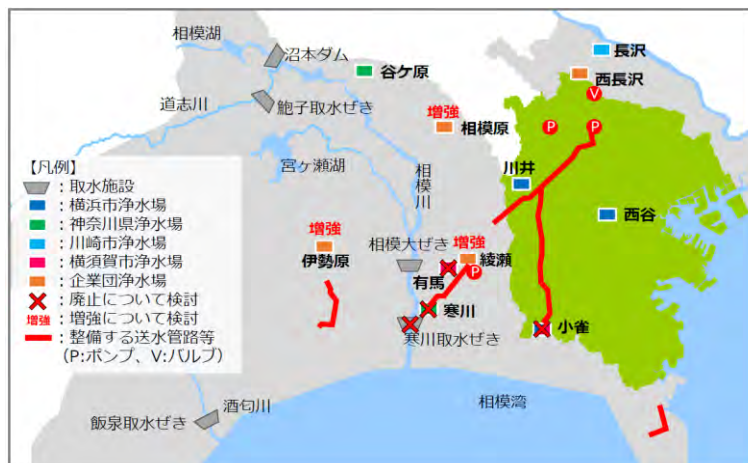 相模湖
沼本ダム
谷ケ原
長沢
西長沢
V
道志川
鮑子取水ぜき
増強
相模原
P
P
宮ヶ瀬湖
相模川
川井
西谷
【凡例】
:取水施設
:横浜市浄水場
:神奈川県浄水場
:川崎市浄水場
:横須賀市浄水場
:企業団浄水場
:廃止について検討
増強:増強について検討
:整備する送水管路等
(P:ポンプ、V:バルブ)
増強
伊勢原
相模大ぜき
増強
綾瀬
P
有馬
寒川
寒川取水ぜき
小雀
飯泉取水ぜき
酒匂川
相模湾